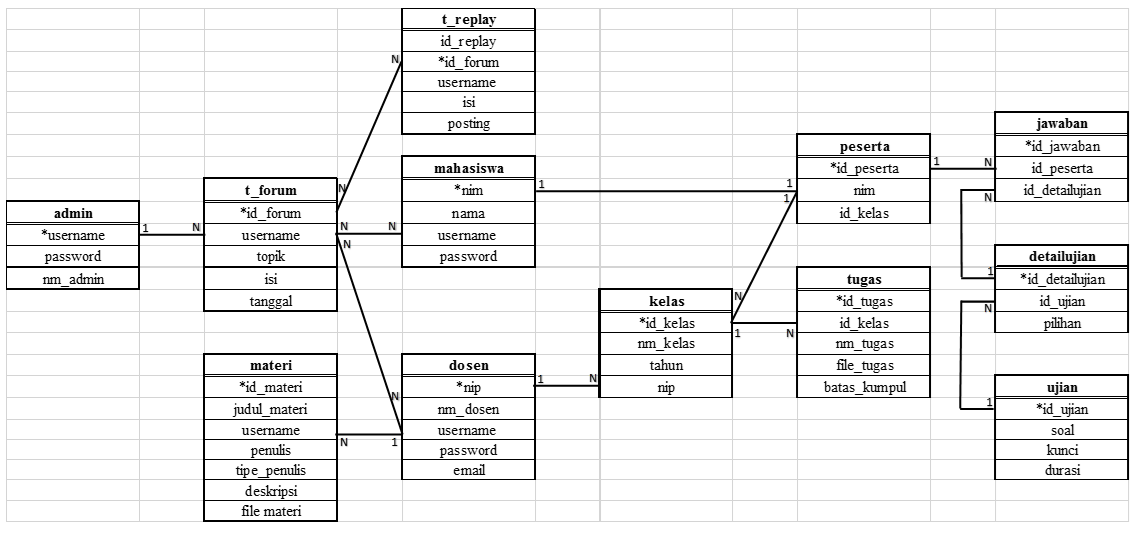 t_replay
id_replay
*id_forum
username
isi
posting
mahasiswa
*nim
nama
username
password
t_forum
*id_forum
username
topik
isi
tanggal
admin
*username
password
nm_admin
materi
*id_materi
judul_materi
username
penulis
tipe_penulis
deskripsi
file materi
dosen
*nip
nm_dosen
username
password
email
kelas
*id_kelas
nm_kelas
tahun
nip
peserta
*id_peserta
nim
id_kelas
tugas
*id_tugas
id_kelas
nm_tugas
file_tugas
batas_kumpul
jawaban
*id_jawaban
id_peserta
id_detailujian
detailujian
*id_detailujian
id_ujian
pilihan
ujian
*id_ujian
soal
kunci
durasi
1 N
N N
N N
N N
N 1
1 1
1 N
1 N
1 N
1 N
N 1
N 1